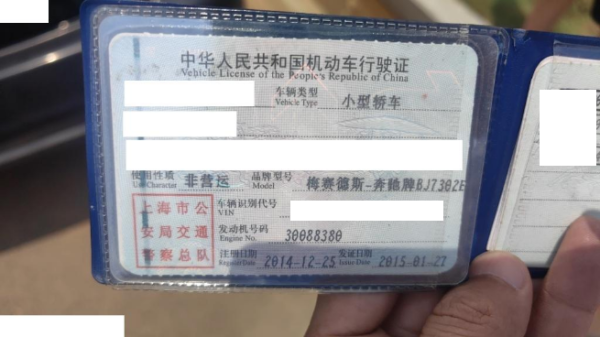 中华人民共和国机动车行驶证
Vehicle License of the People's Republic of China
车辆类型 小型轿车
Vehicle Type
使用性质 非营运 品牌型号 梅赛德斯-奔驰牌BJ7302E
Use Character Model
车辆识别代号
VIN
上海市公
安局交通
警察总队
发动机号码 30088380
Engine No.
注册日期 2014-12-25 发证日期 2015-01-27
Register Date Issue Date